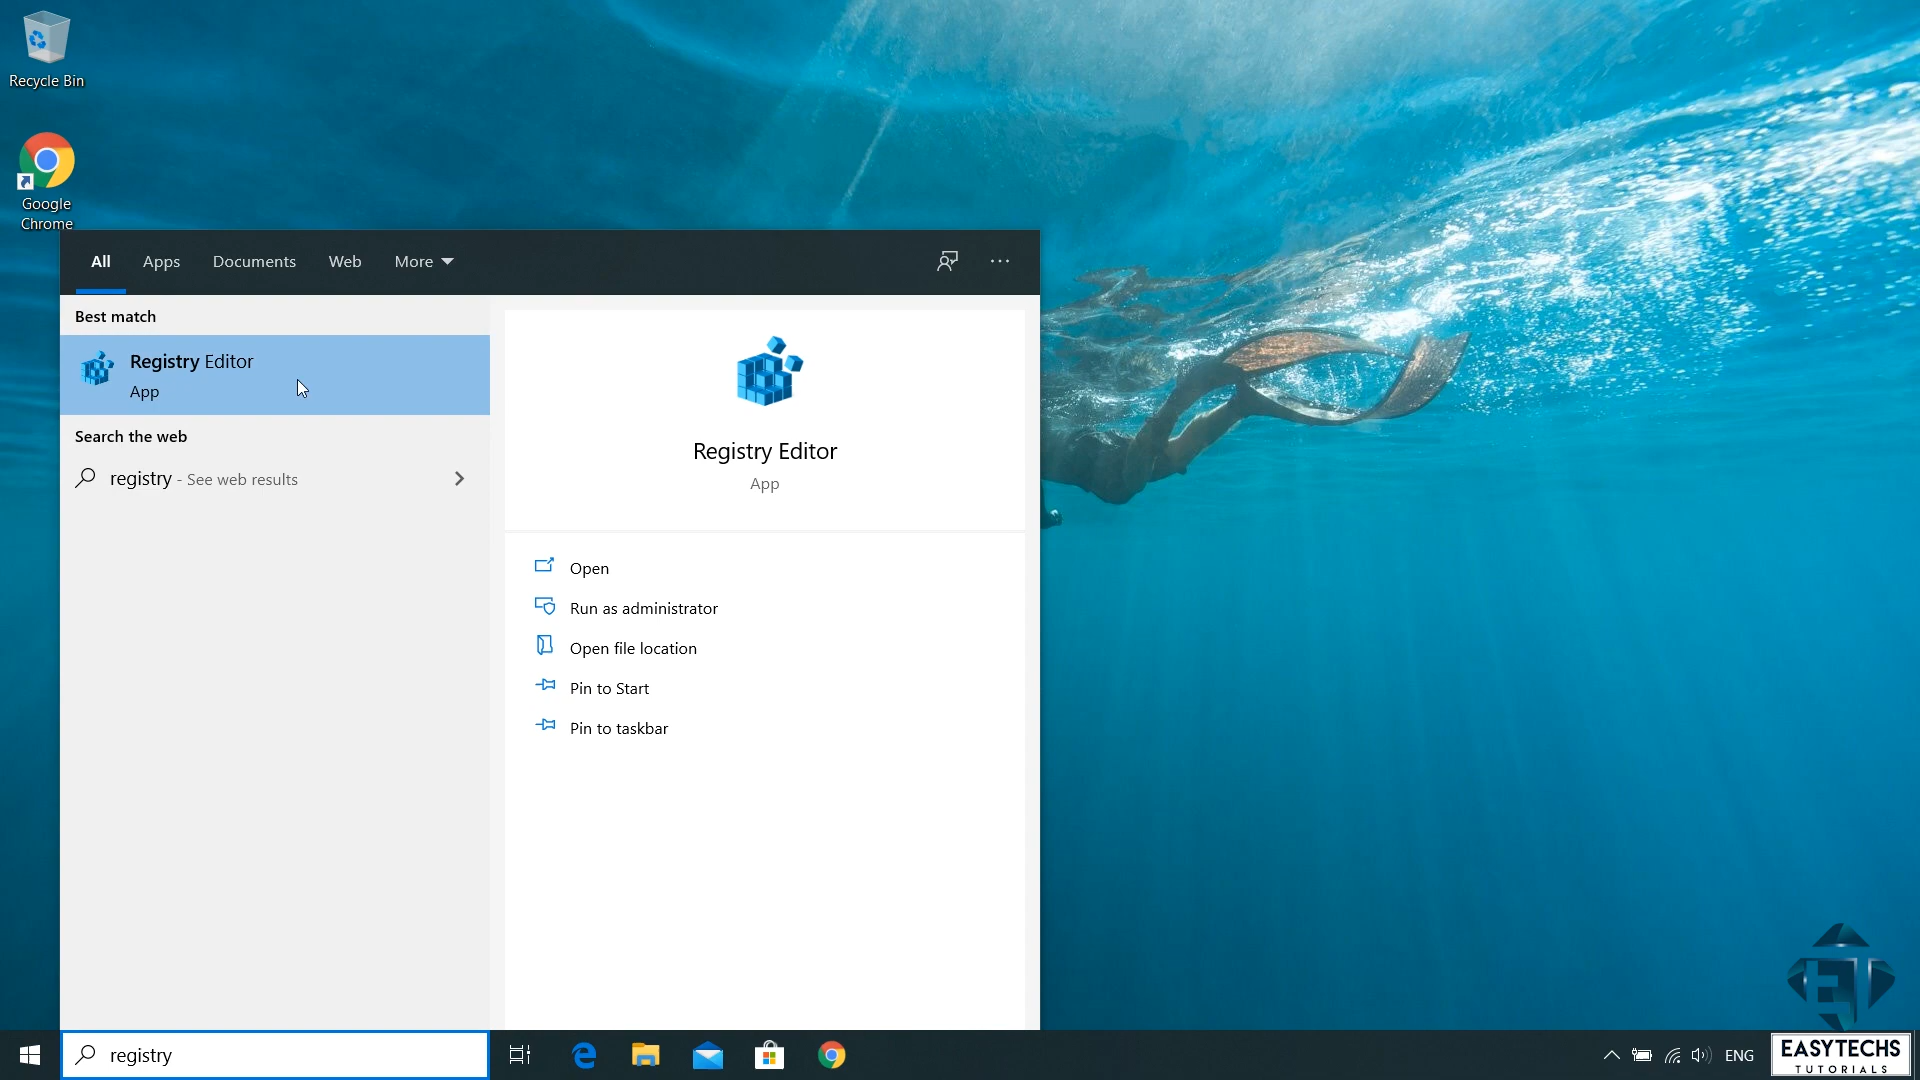 Recycle Bin
Google
Chrome
All
Apps
Documents
Web
More
Best match
Registry Editor
App
Search the web
registry - See web results
Registry Editor
App
Open
Run as administrator
Open file location
Pin to Start
Pin to taskbar
registry
ENG
ET
EASYTECHS
TUTORIALS